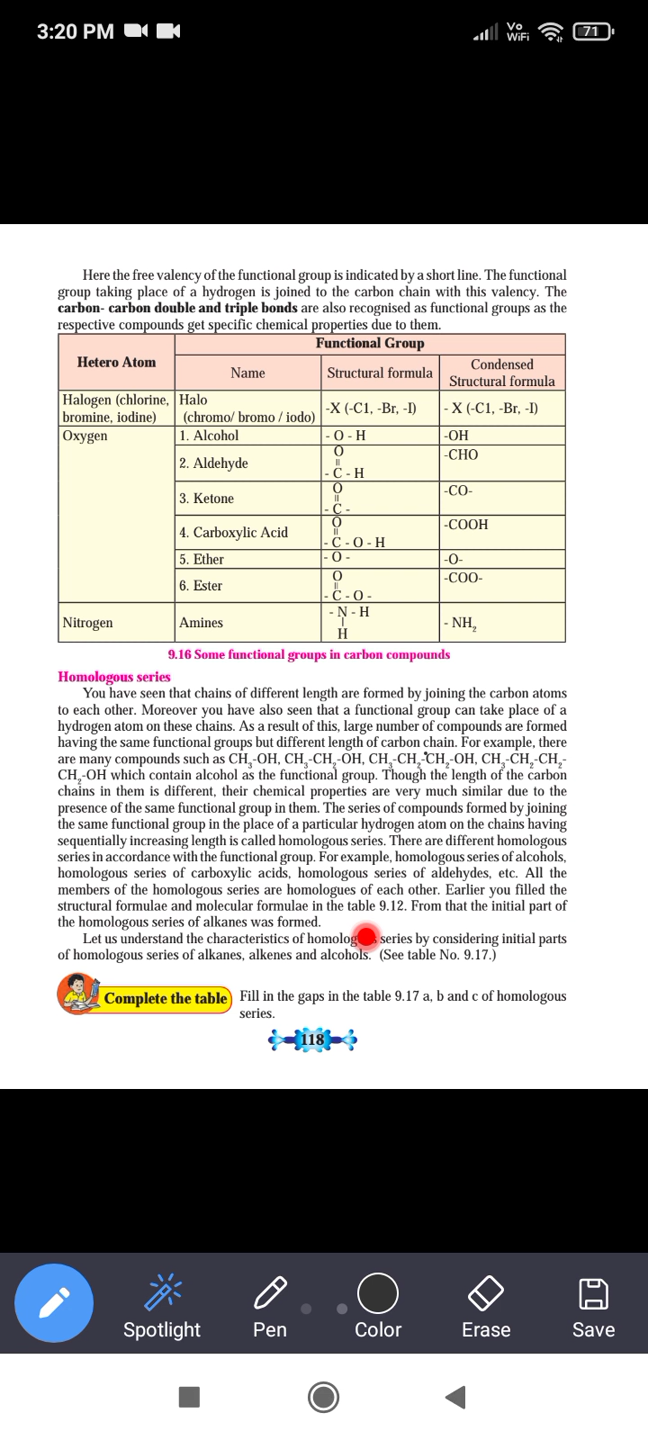 3:20 PM
Vo
WiFi
71
Here the free valency of the functional group is indicated by a short line. The functional
group taking place of a hydrogen is joined to the carbon chain with this valency. The
carbon- carbon double and triple bonds are also recognised as functional groups as the
respective compounds get specific chemical properties due to them.
Hetero Atom
Functional Group
Name
Structural formula
Condensed
Structural formula
Halogen (chlorine,
bromine, iodine)
Halo
(chromo/ bromo / iodo)
-X (-C1, -Br, -I)
- X (-C1, -Br, -I)
Oxygen
1. Alcohol
- O - H
-OH
2. Aldehyde
O
=
- C - H
-CHO
3. Ketone
O
=
- C -
-CO-
4. Carboxylic Acid
O
=
- C - O - H
-COOH
5. Ether
- O -
-O-
6. Ester
O
=
- C - O -
-COO-
Nitrogen
Amines
- N - H
|
H
- NH₂
9.16 Some functional groups in carbon compounds
Homologous series
You have seen that chains of different length are formed by joining the carbon atoms
to each other. Moreover you have also seen that a functional group can take place of a
hydrogen atom on these chains. As a result of this, large number of compounds are formed
having the same functional groups but different length of carbon chain. For example, there
are many compounds such as CH₃-OH, CH₃-CH₂-OH, CH₃-CH₂-CH₂-OH, CH₃-CH₂-CH₂-
CH₂-OH which contain alcohol as the functional group. Though the length of the carbon
chains in them is different, their chemical properties are very much similar due to the
presence of the same functional group in them. The series of compounds formed by joining
the same functional group in the place of a particular hydrogen atom on the chains having
sequentially increasing length is called homologous series. There are different homologous
series in accordance with the functional group. For example, homologous series of alcohols,
homologous series of carboxylic acids, homologous series of aldehydes, etc. All the
members of the homologous series are homologues of each other. Earlier you filled the
structural formulae and molecular formulae in the table 9.12. From that the initial part of
the homologous series of alkanes was formed.
Let us understand the characteristics of series by considering initial parts
of homologous series of alkanes, alkenes and alcohols. (See table No. 9.17.)
Complete the table
Fill in the gaps in the table 9.17 a, b and c of homologous
series.
118
Spotlight
Pen
Color
Erase
Save